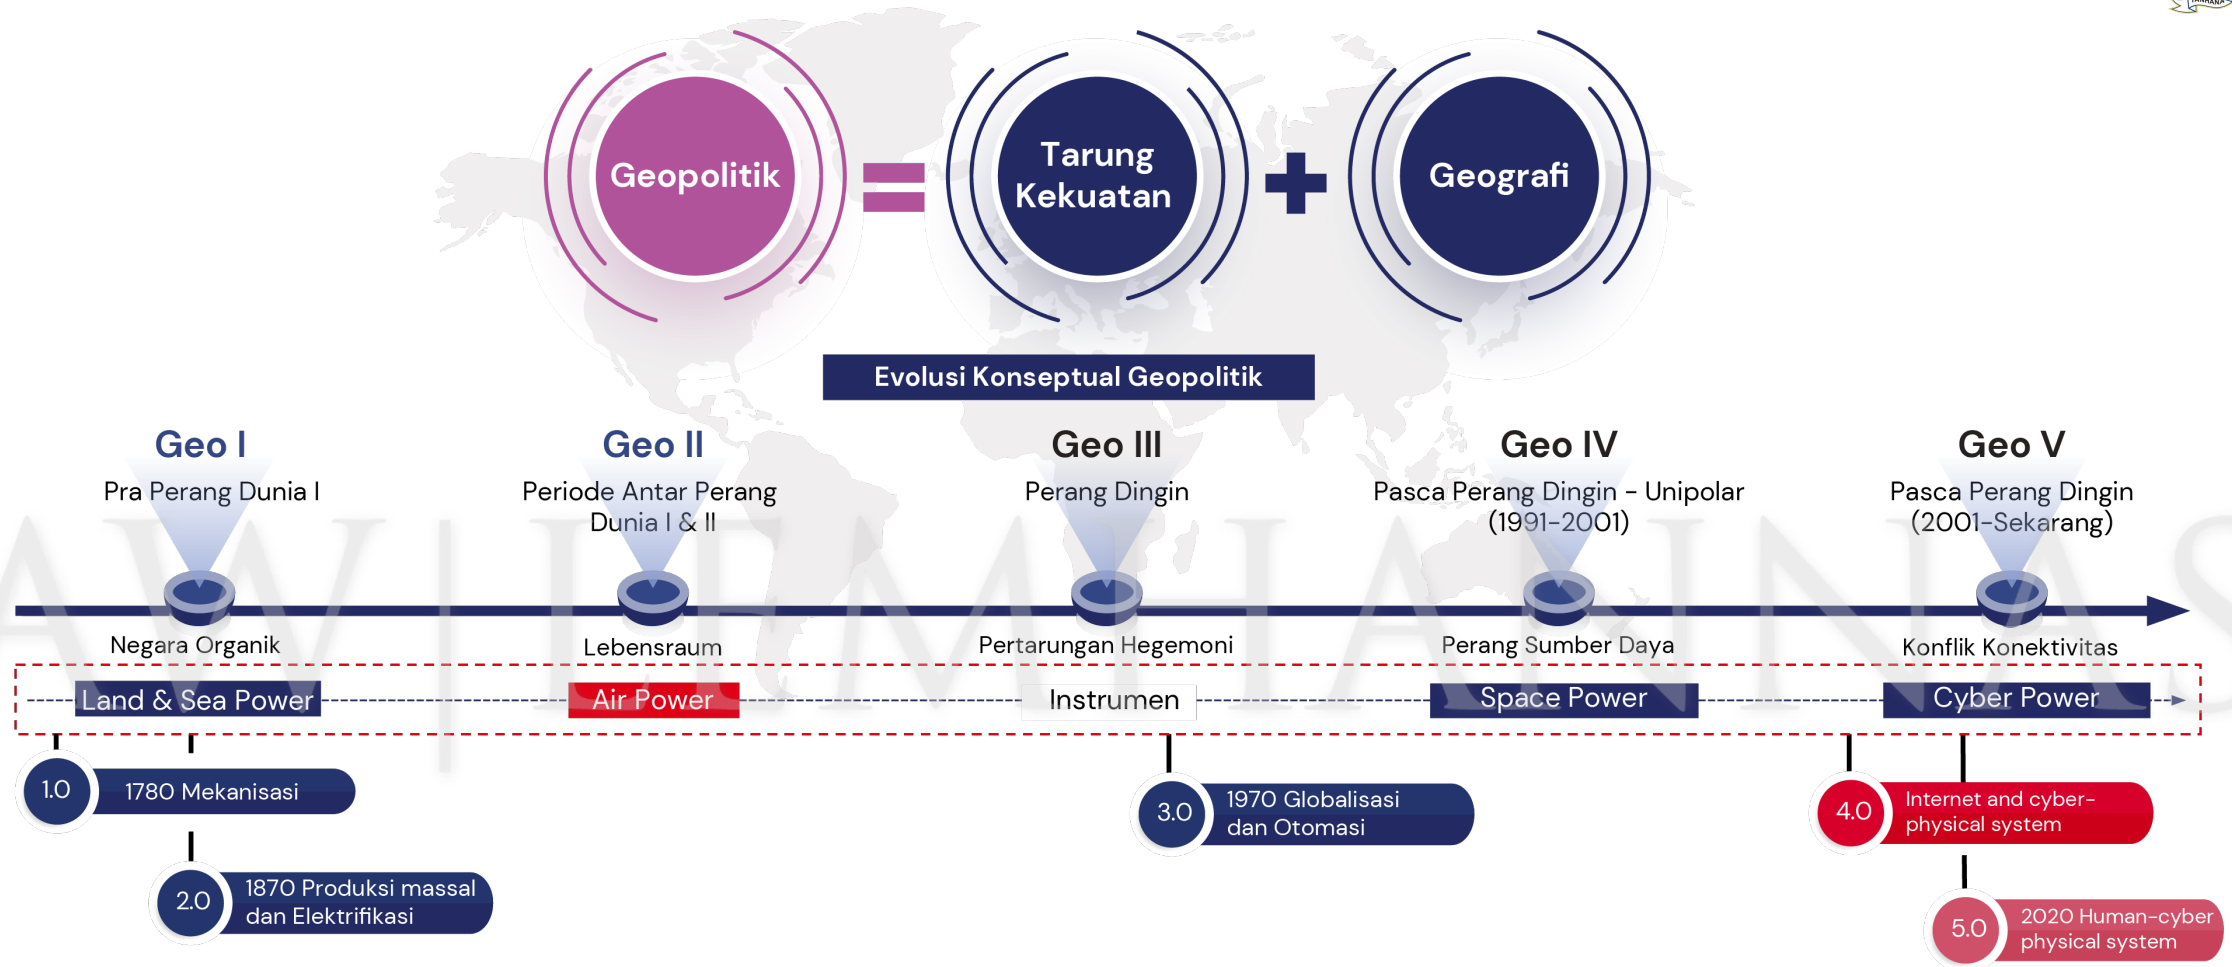 TANHANA
Geopolitik
=
Tarung
Kekuatan
+
Geografi
Evolusi Konseptual Geopolitik
Geo I
Pra Perang Dunia I
Geo II
Periode Antar Perang
Dunia I & II
Geo III
Perang Dingin
Geo IV
Pasca Perang Dingin - Unipolar
(1991-2001)
Geo V
Pasca Perang Dingin
(2001-Sekarang)
AW | LEMHANNAS
Negara Organik
Lebensraum
Pertarungan Hegemoni
Perang Sumber Daya
Konflik Konektivitas
Land & Sea Power
Air Power
Instrumen
Space Power
Cyber Power
1.0
1780 Mekanisasi
2.0
1870 Produksi massal
dan Elektrifikasi
3.0
1970 Globalisasi
dan Otomasi
4.0
Internet and cyber-
physical system
5.0
2020 Human-cyber
physical system